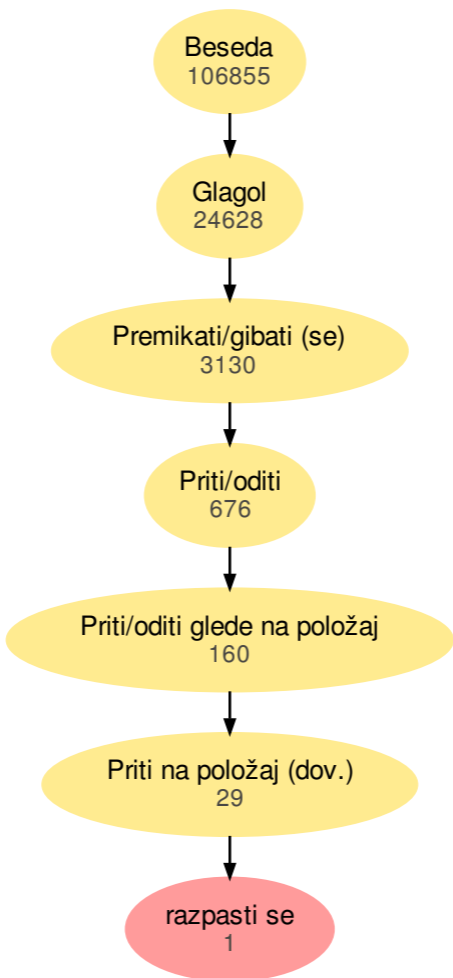 Beseda
106855
Glagol
24628
Premikati/gibati (se)
3130
Priti/oditi
676
Priti/oditi glede na položaj
160
Priti na položaj (dov.)
29
razpasti se
1